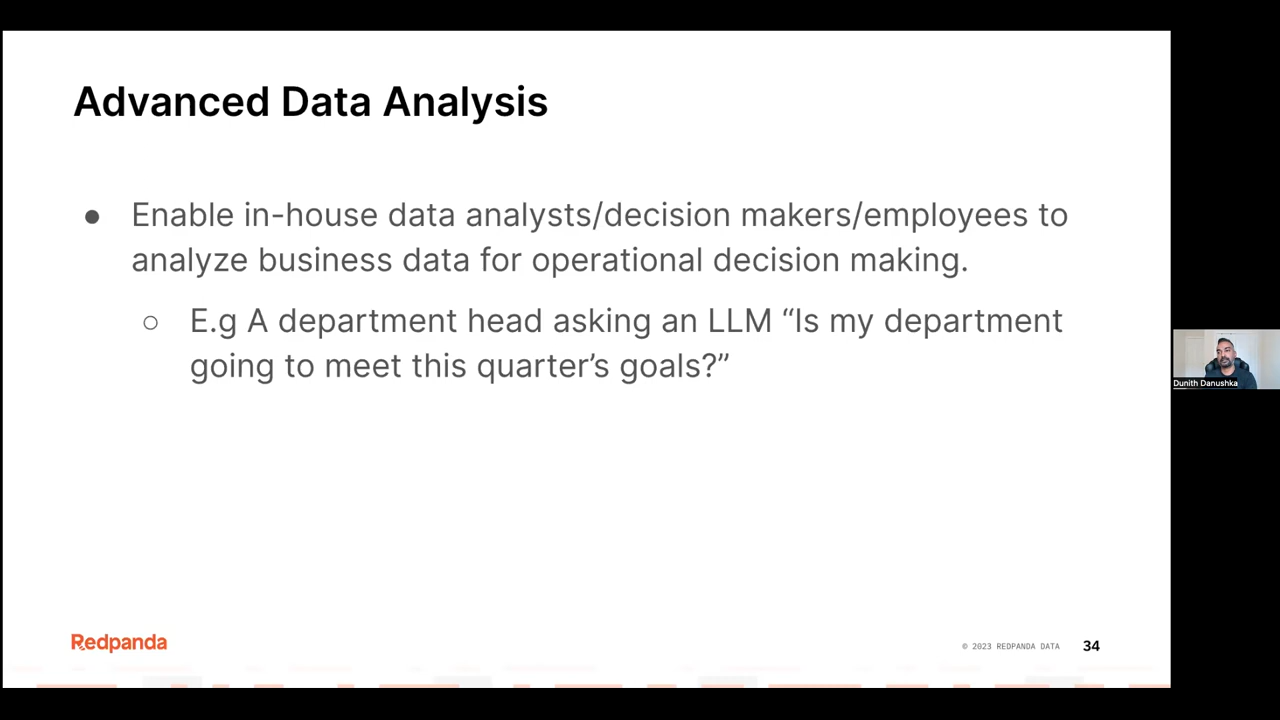 Advanced Data Analysis
● Enable in-house data analysts/decision makers/employees to
analyze business data for operational decision making.
○ E.g A department head asking an LLM “Is my department
going to meet this quarter’s goals?”
Dunith Danushka
Redpanda
© 2023 REDPANDA DATA 34